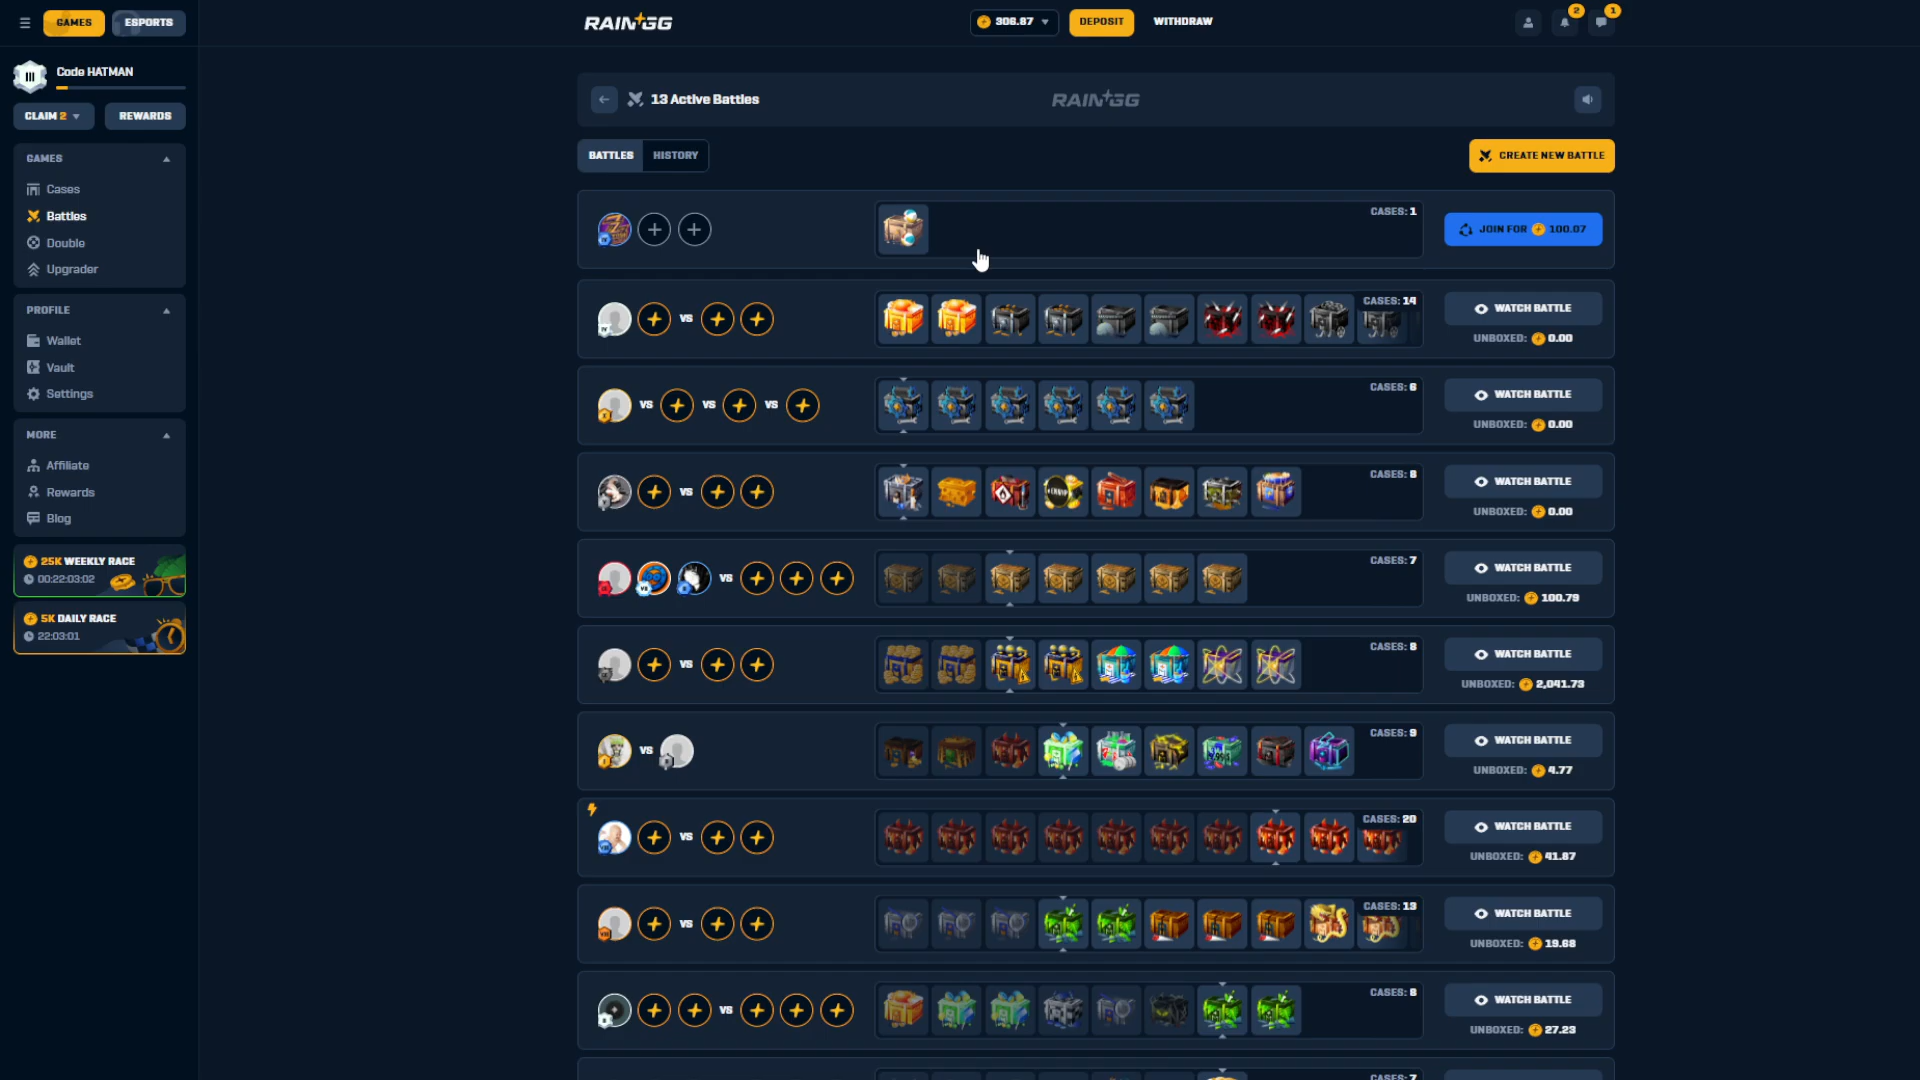 GAMES
ESPORTS
RAIN GG
306.87
DEPOSIT
WITHDRAW
2
1
III
Code HATMAN
CLAIM 2
REWARDS
13 Active Battles
RAIN GG
BATTLES
HISTORY
CREATE NEW BATTLE
GAMES
Cases
Battles
Double
Upgrader
PROFILE
Wallet
Vault
Settings
MORE
Affiliate
Rewards
Blog
25K WEEKLY RACE
00:22:03:02
5K DAILY RACE
22:03:01
CASES: 1
JOIN FOR 100.07
VS
CASES: 14
WATCH BATTLE
UNBOXED: 0.00
VS VS VS
CASES: 6
WATCH BATTLE
UNBOXED: 0.00
VS
CASES: 8
WATCH BATTLE
UNBOXED: 0.00
VS
CASES: 7
WATCH BATTLE
UNBOXED: 100.79
VS
CASES: 8
WATCH BATTLE
UNBOXED: 2,041.73
VS
CASES: 9
WATCH BATTLE
UNBOXED: 4.77
VS
CASES: 20
WATCH BATTLE
UNBOXED: 41.87
VS
CASES: 13
WATCH BATTLE
UNBOXED: 19.68
VS
CASES: 8
WATCH BATTLE
UNBOXED: 27.23
CASES: 7